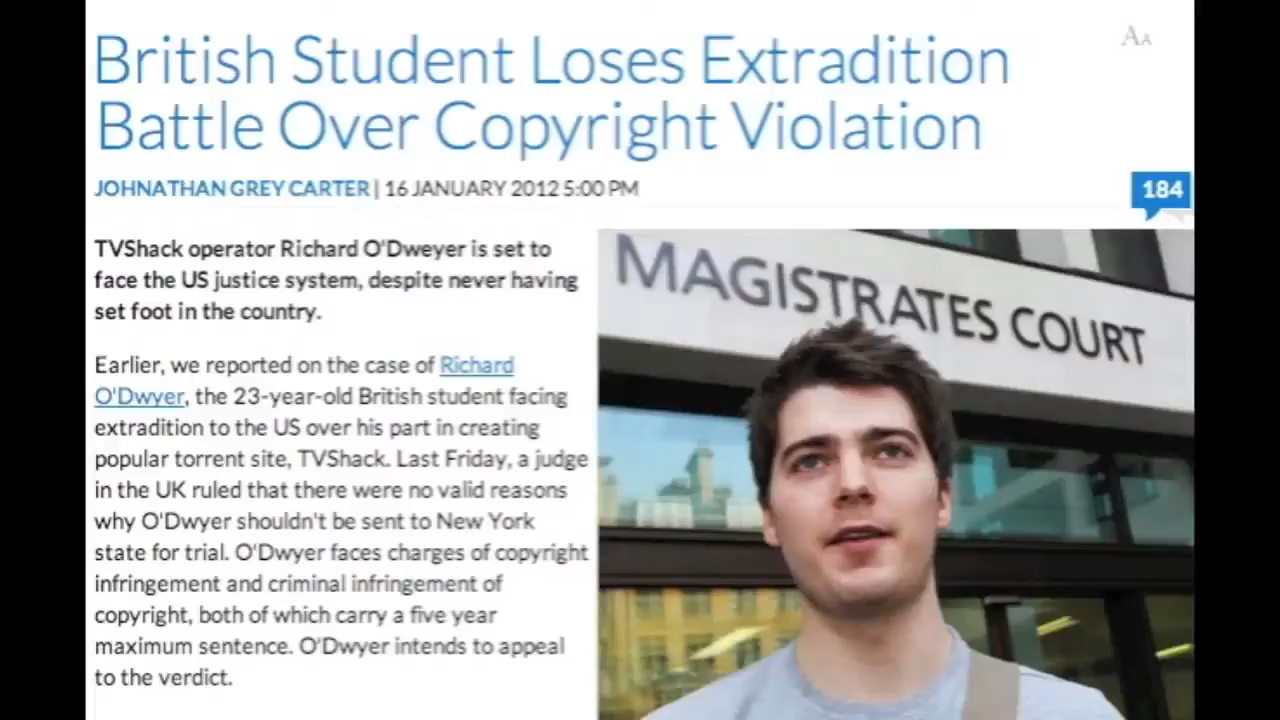 AA
British Student Loses Extradition
Battle Over Copyright Violation
JOHNATHAN GREY CARTER | 16 JANUARY 2012 5:00 PM
184
TVShack operator Richard O'Dweyer is set to
face the US justice system, despite never having
set foot in the country.
Earlier, we reported on the case of Richard
O'Dwyer, the 23-year-old British student facing
extradition to the US over his part in creating
popular torrent site, TVShack. Last Friday, a judge
in the UK ruled that there were no valid reasons
why O'Dwyer shouldn't be sent to New York
state for trial. O'Dwyer faces charges of copyright
infringement and criminal infringement of
copyright, both of which carry a five year
maximum sentence. O'Dwyer intends to appeal
to the verdict.
MAGISTRATES COURT